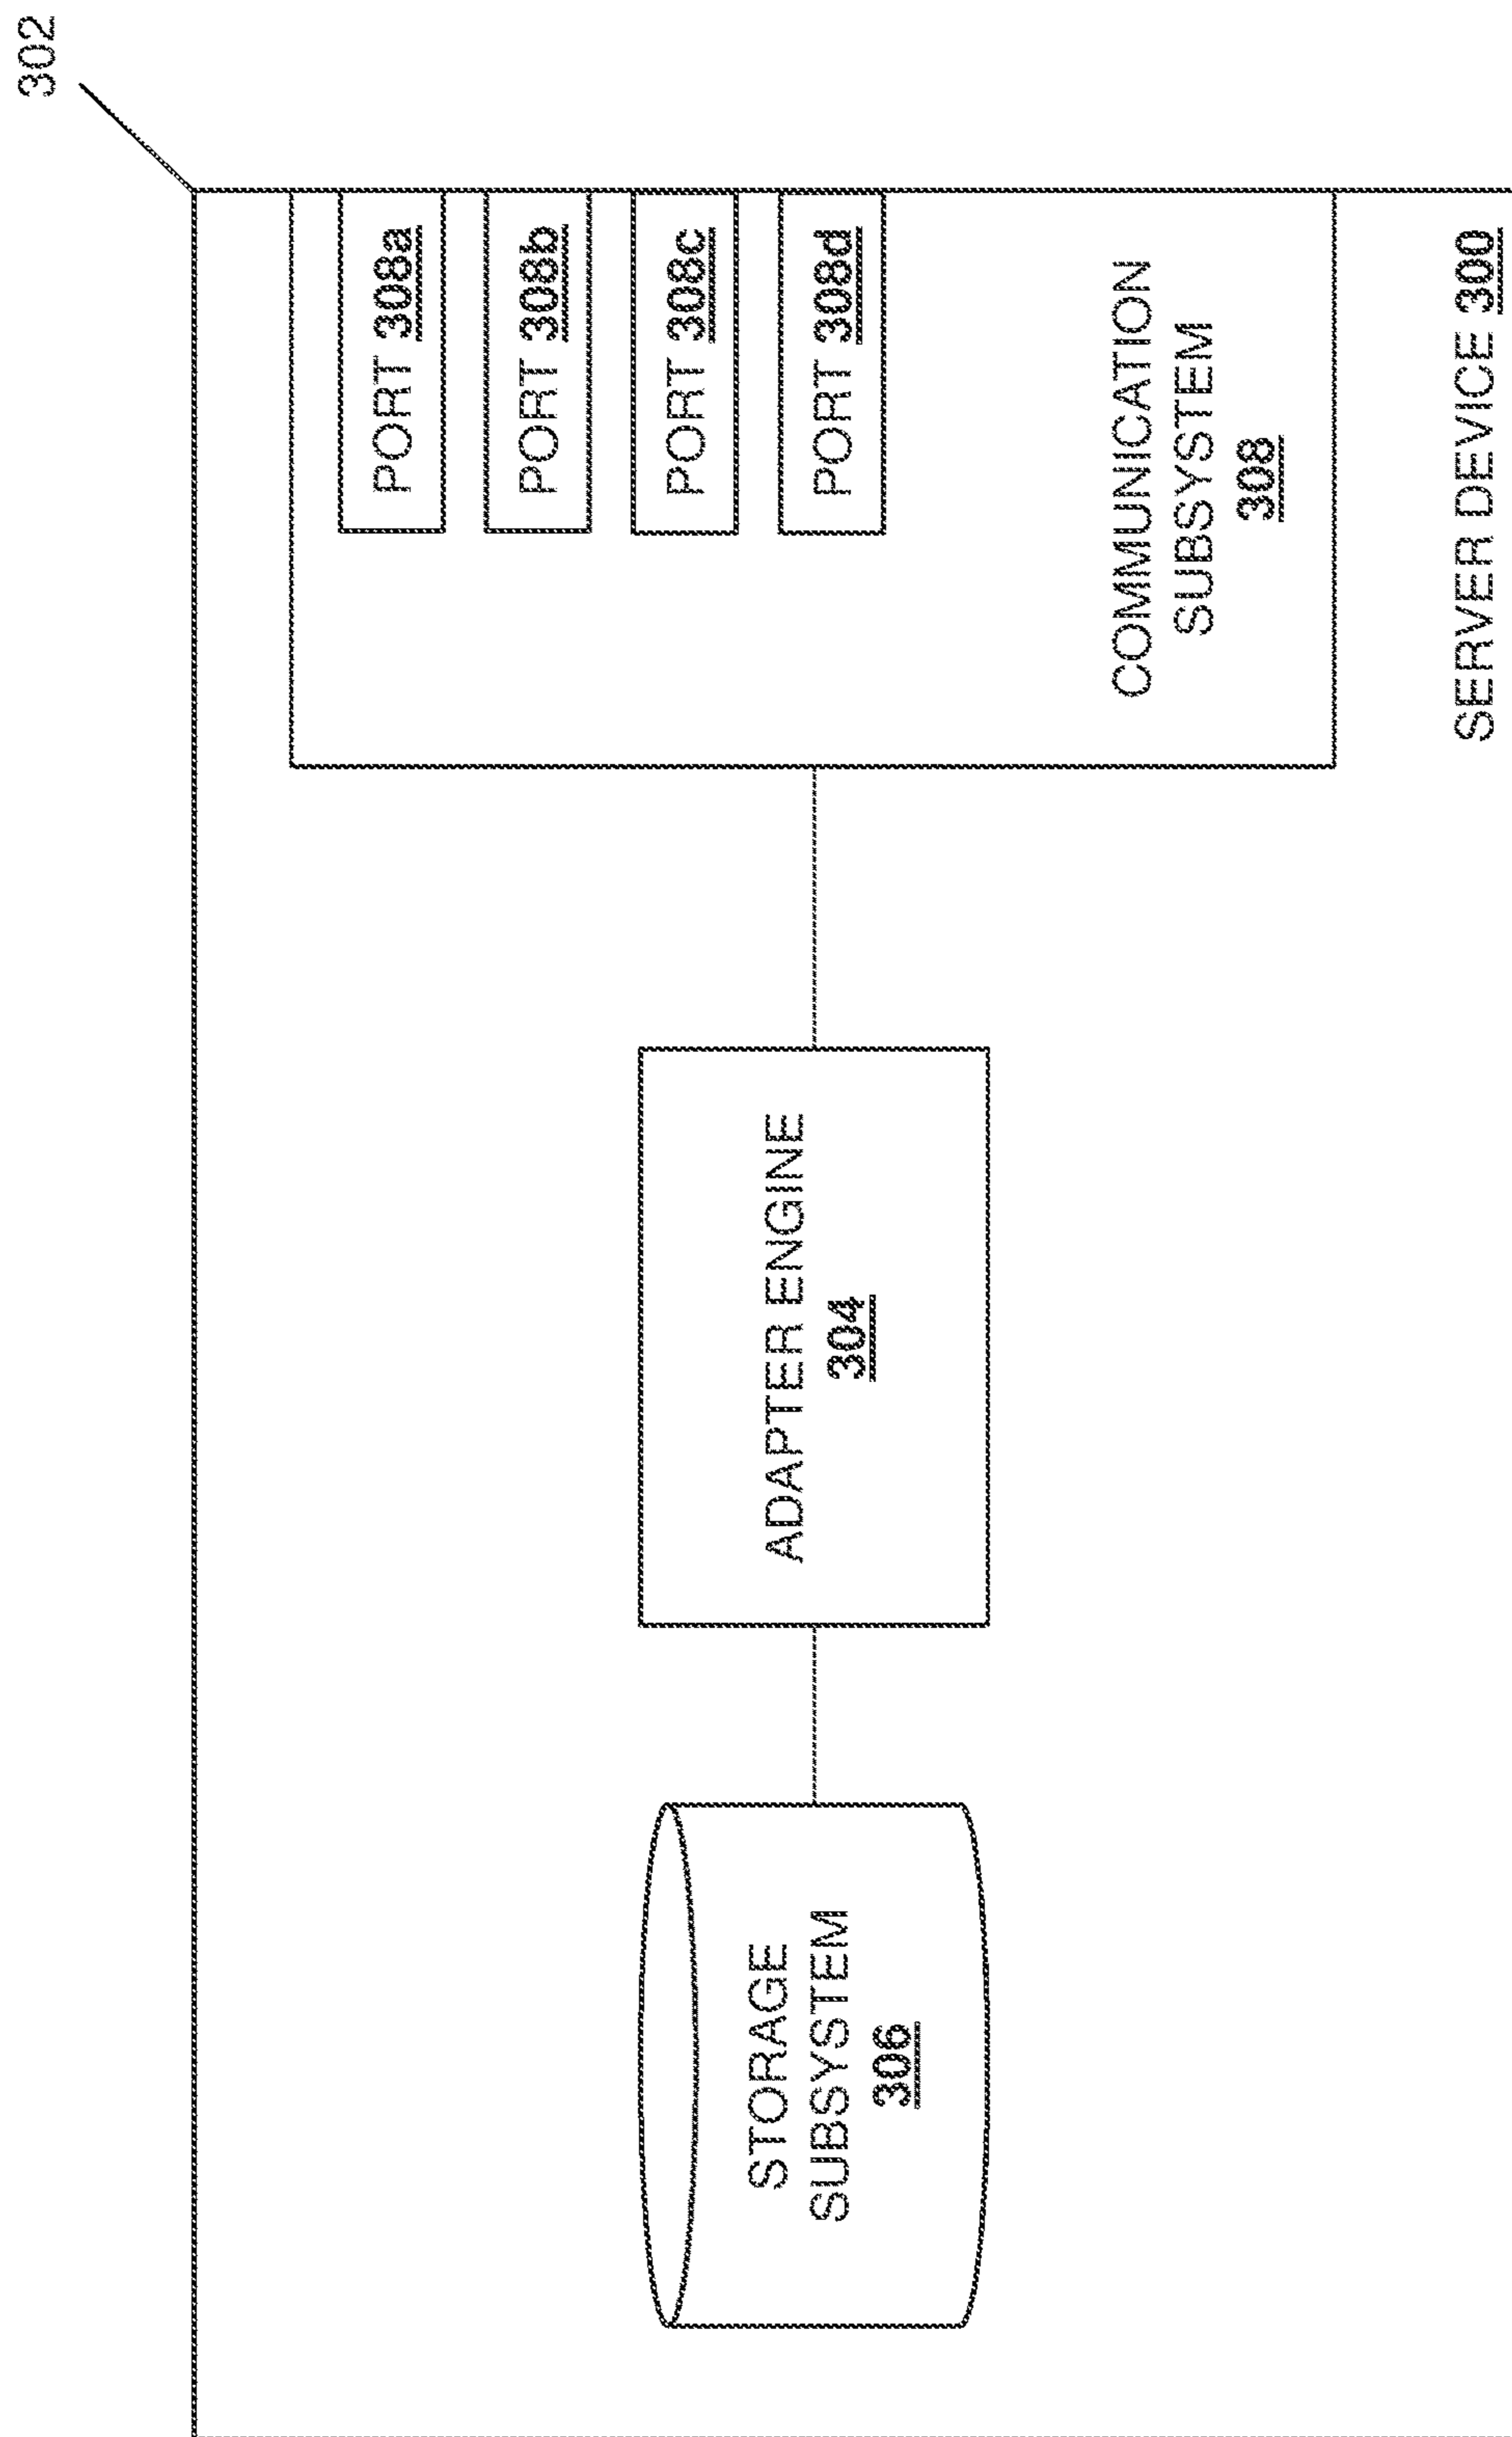 302
PORT 308a
PORT 308b
PORT 308c
PORT 308d
STORAGE
SUBSYSTEM
306
ADAPTER ENGINE
304
COMMUNICATION
SUBSYSTEM
308
SERVER DEVICE 300